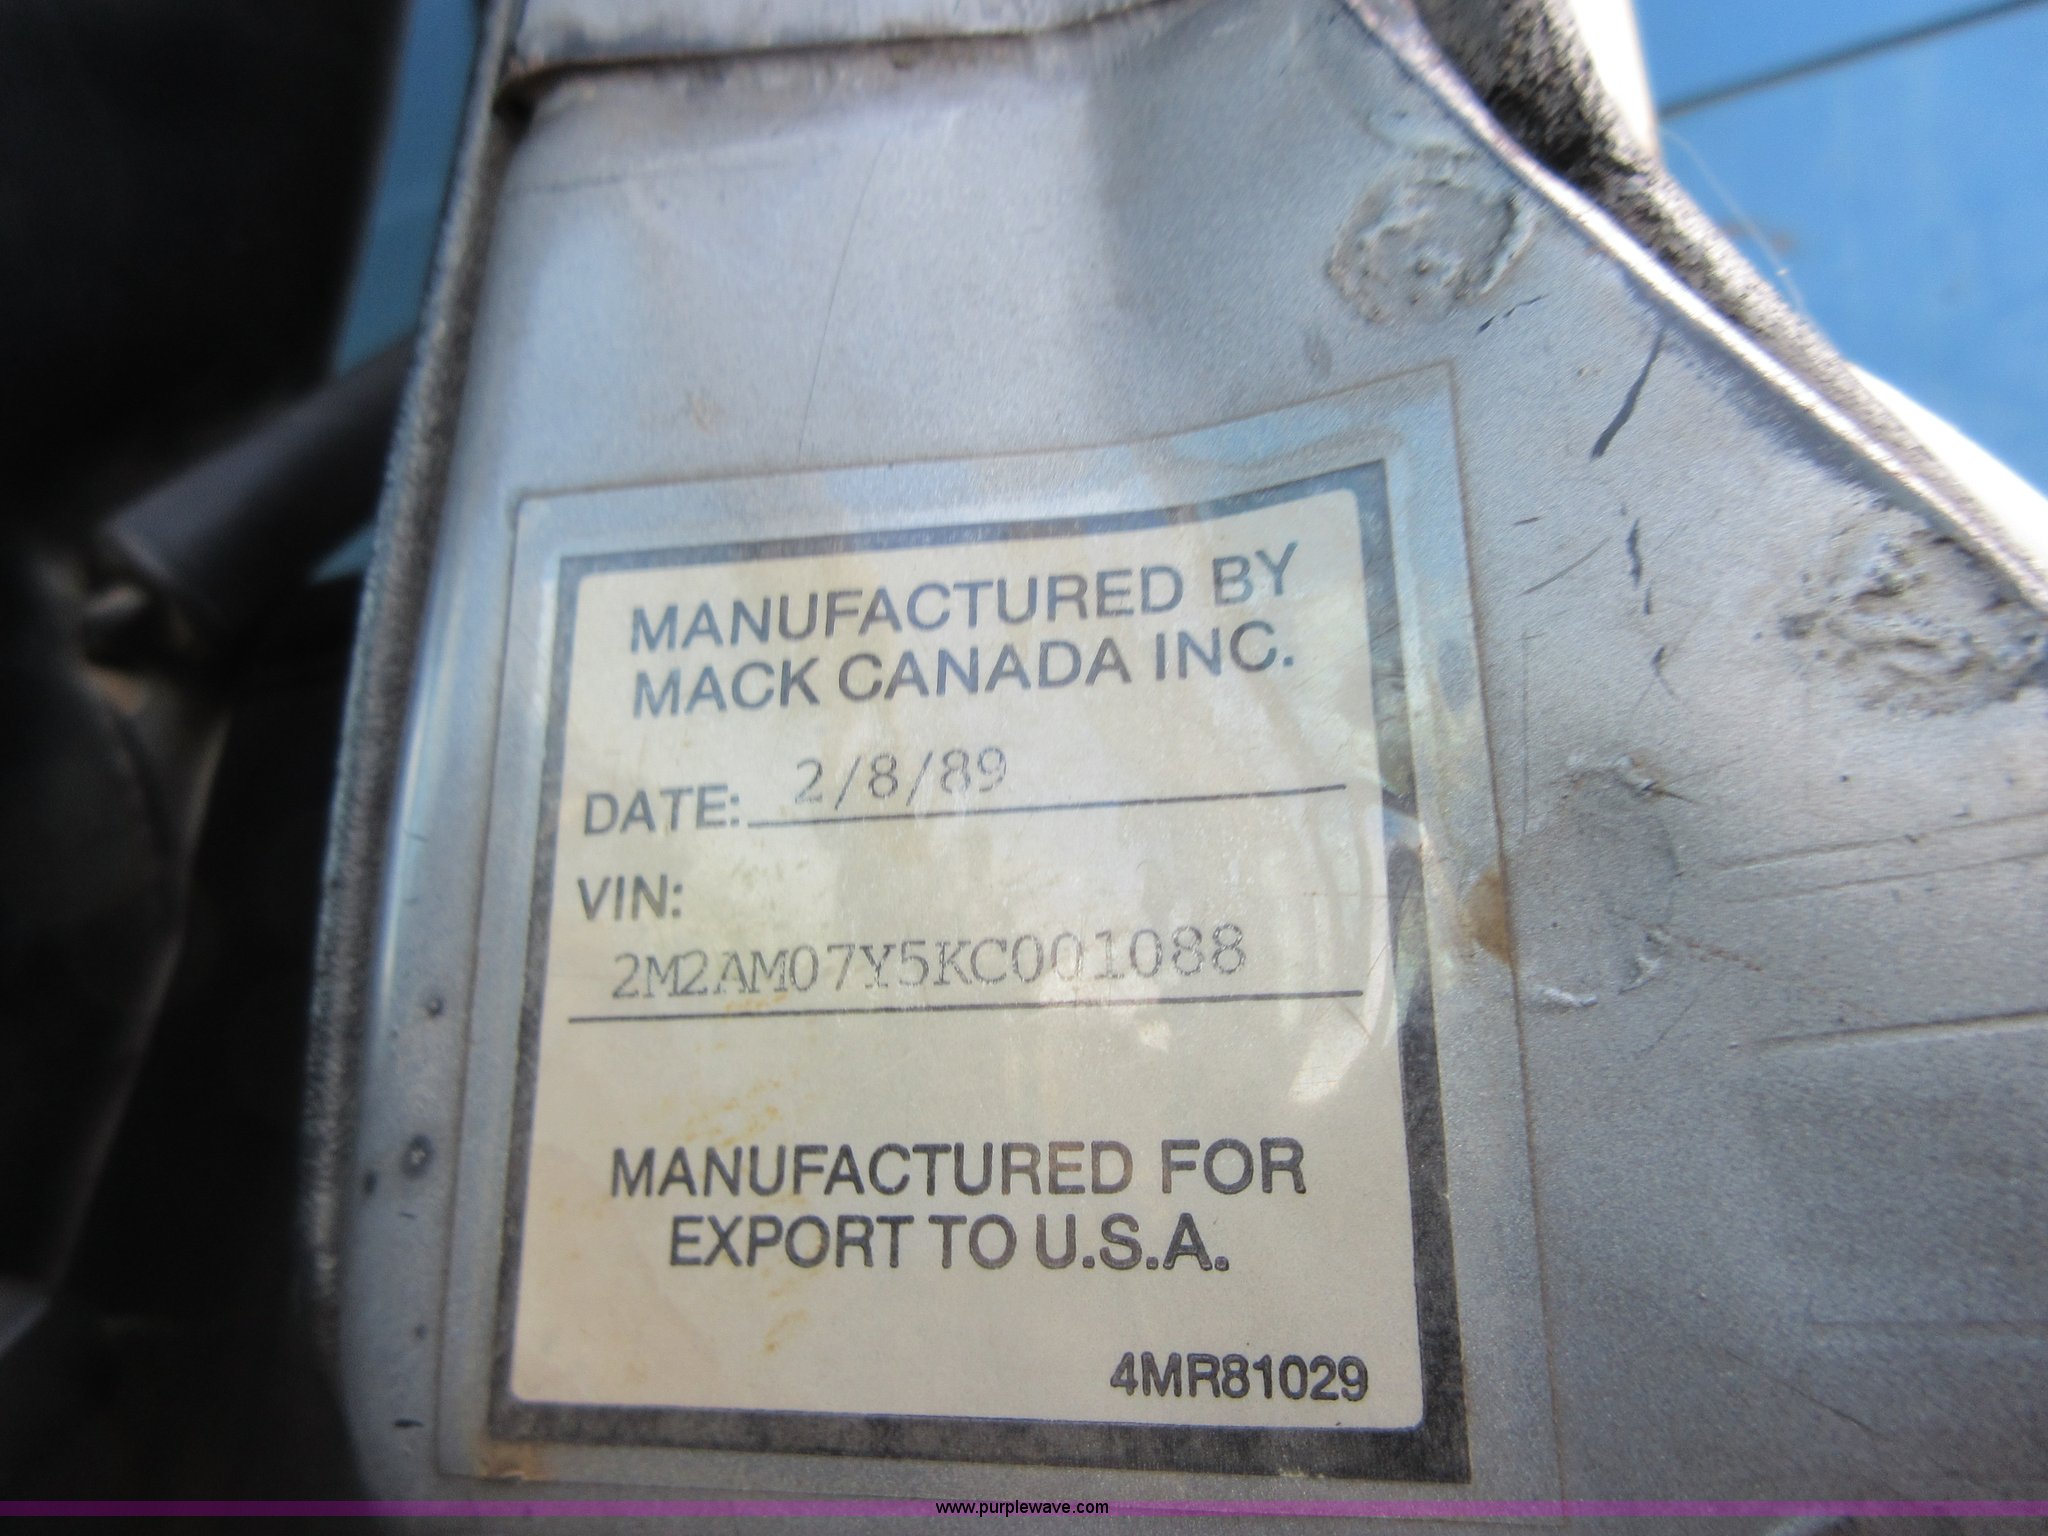 MANUFACTURED BY
MACK CANADA INC.
DATE: 2/8/89
VIN:
2M2AM07Y5KC001088
MANUFACTURED FOR
EXPORT TO U.S.A.
4MR81029
www.purplewave.com